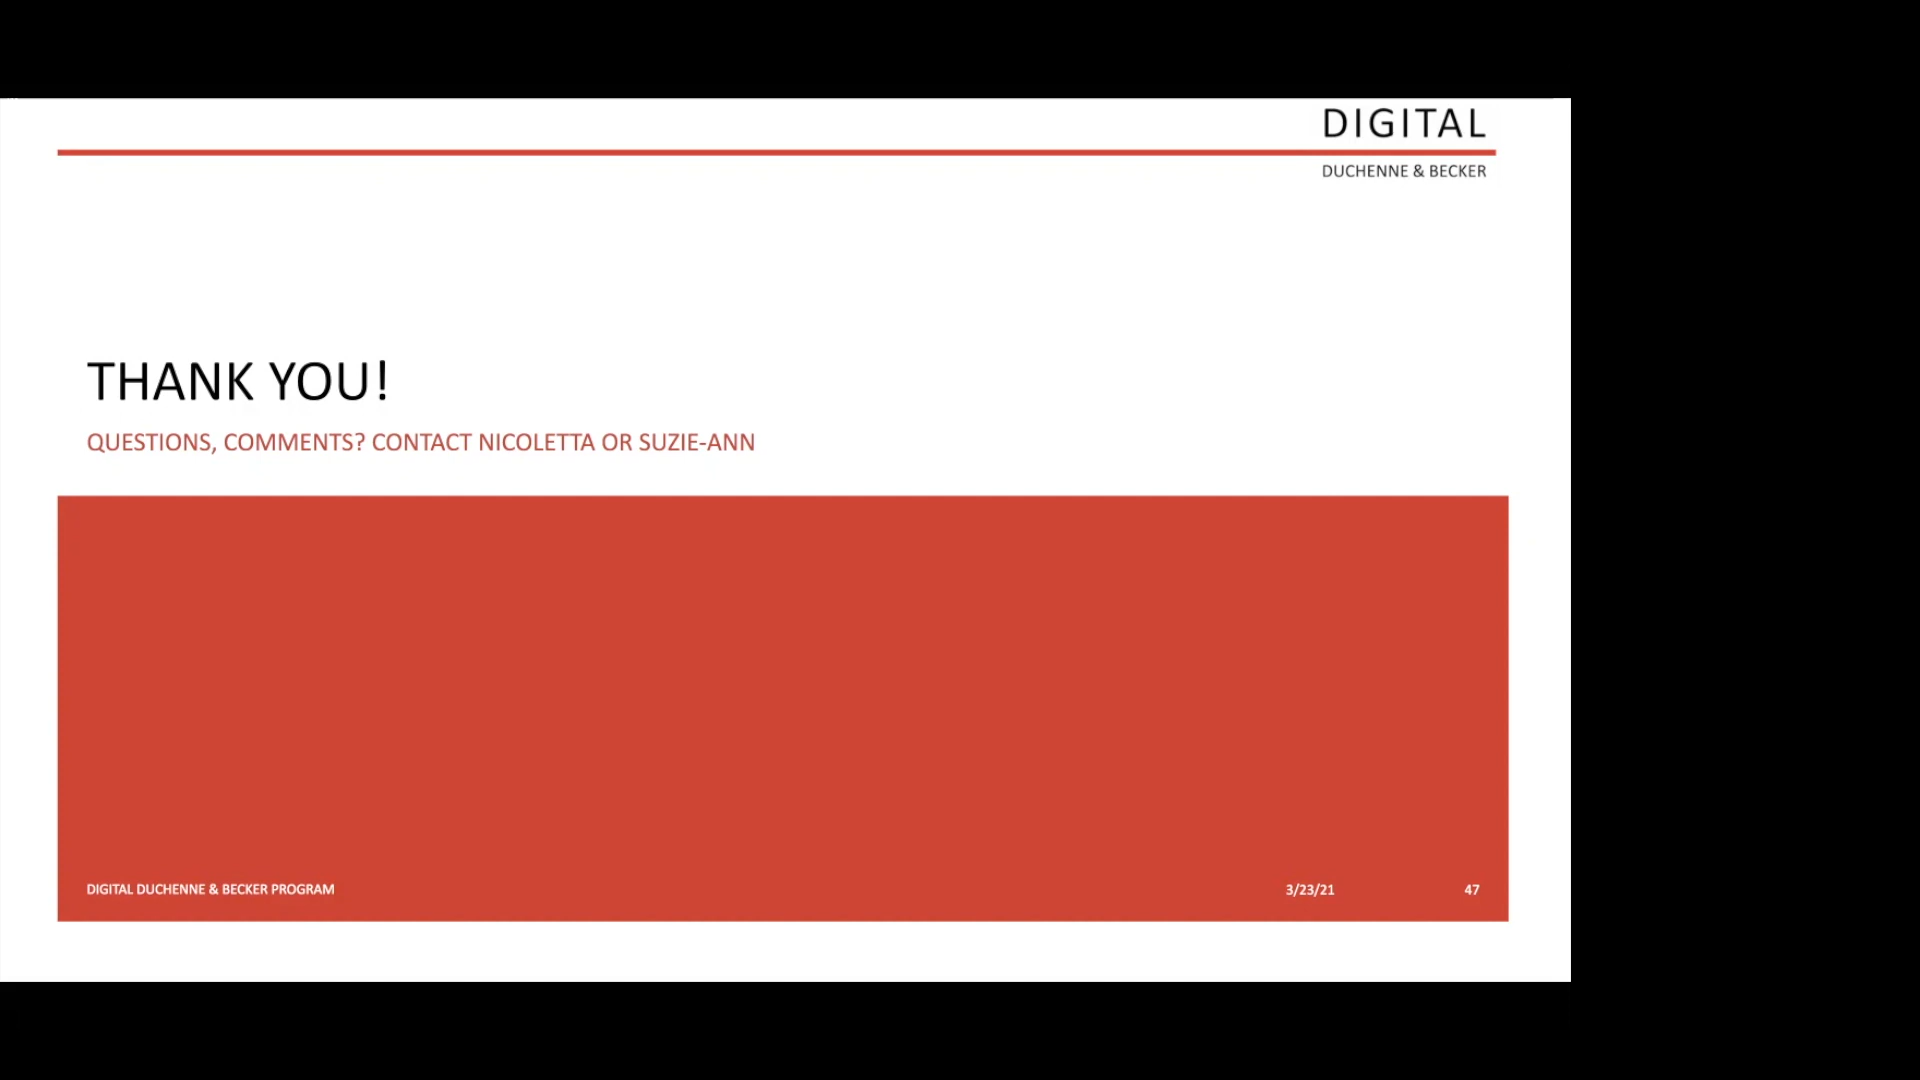 DIGITAL
DUCHENNE & BECKER
THANK YOU!
QUESTIONS, COMMENTS? CONTACT NICOLETTA OR SUZIE-ANN
DIGITAL DUCHENNE & BECKER PROGRAM
3/23/21
47